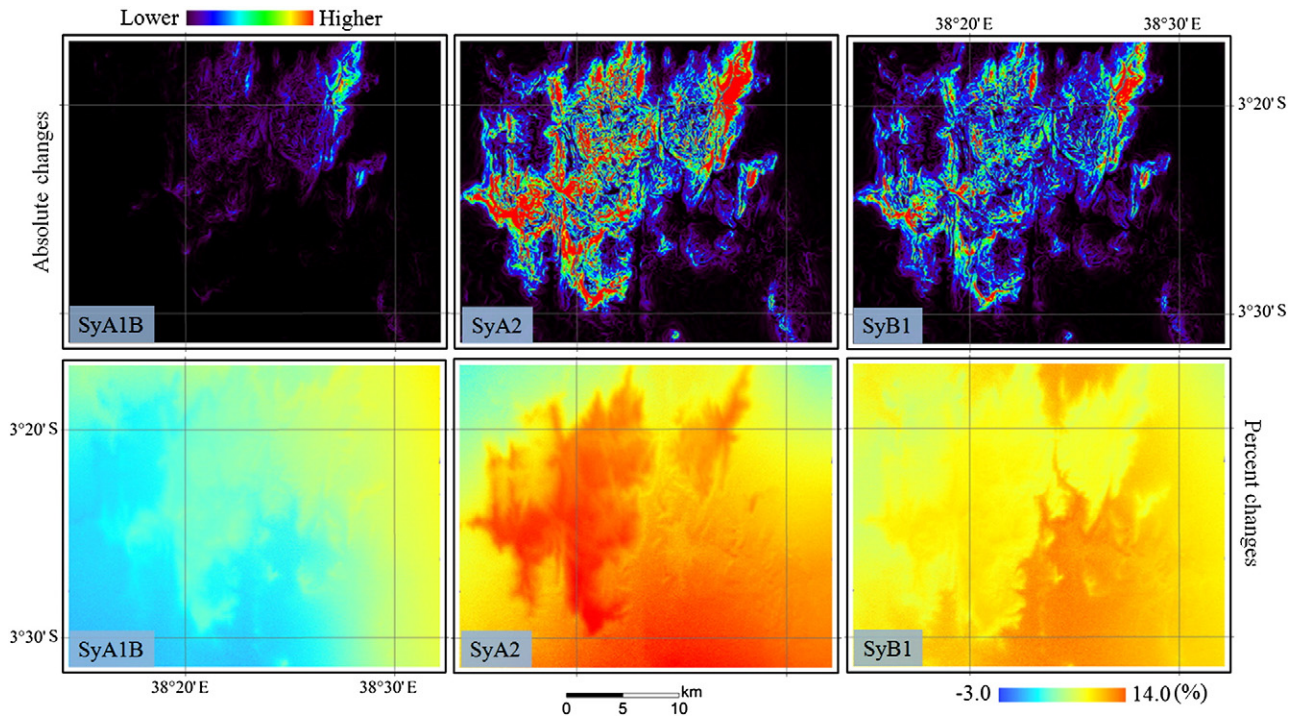 Lower Higher
38°20'E 38°30'E
Absolute changes
3°20'S
3°30'S
SyA1B SyA2 SyB1
3°20'S
3°30'S
Percent changes
SyA1B SyA2 SyB1
38°20'E 38°30'E
km
0 5 10
-3.0 14.0 (%)